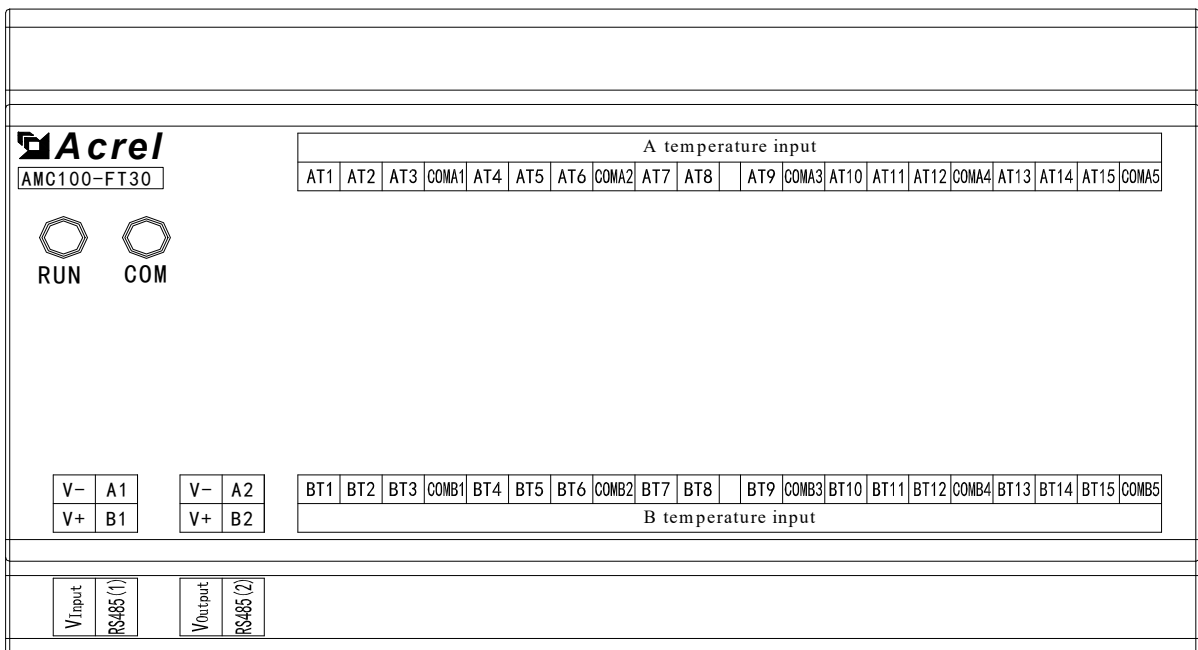 Acrel
AMC100-FT30
RUN COM
A temperature input
AT1 AT2 AT3 COMA1 AT4 AT5 AT6 COMA2 AT7 AT8 AT9 COMA3 AT10 AT11 AT12 COMA4 AT13 AT14 AT15 COMA5
V- A1 V- A2
V+ B1 V+ B2
BT1 BT2 BT3 COMB1 BT4 BT5 BT6 COMB2 BT7 BT8 BT9 COMB3 BT10 BT11 BT12 COMB4 BT13 BT14 BT15 COMB5
B temperature input
VInput
RS485(1)
VOutput
RS485(2)